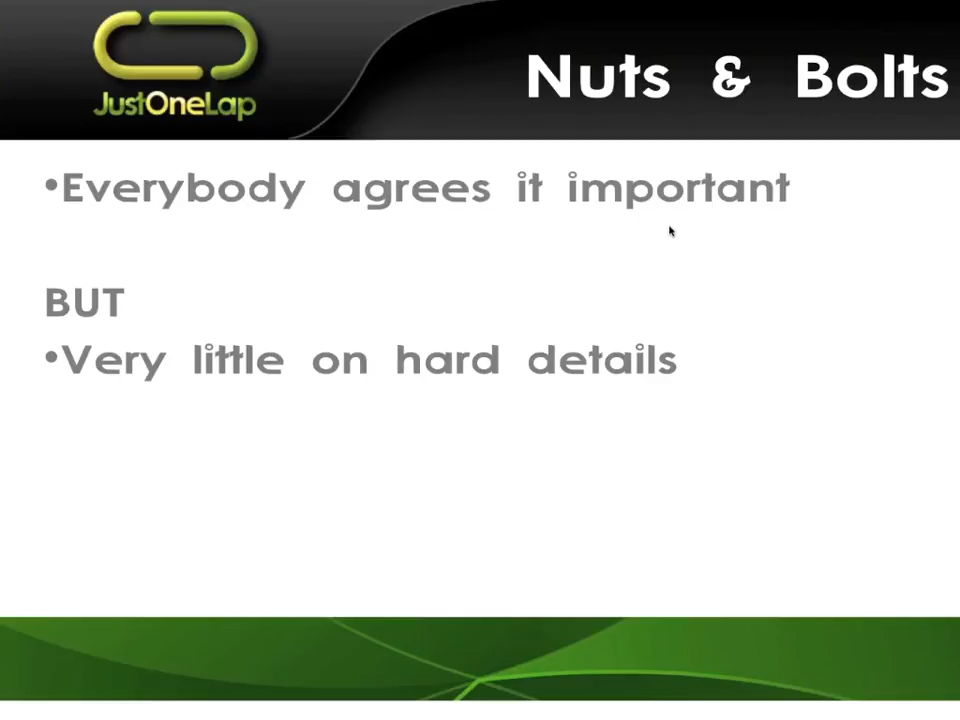 JustOneLap
Nuts & Bolts
•Everybody agrees it important
BUT
•Very little on hard details